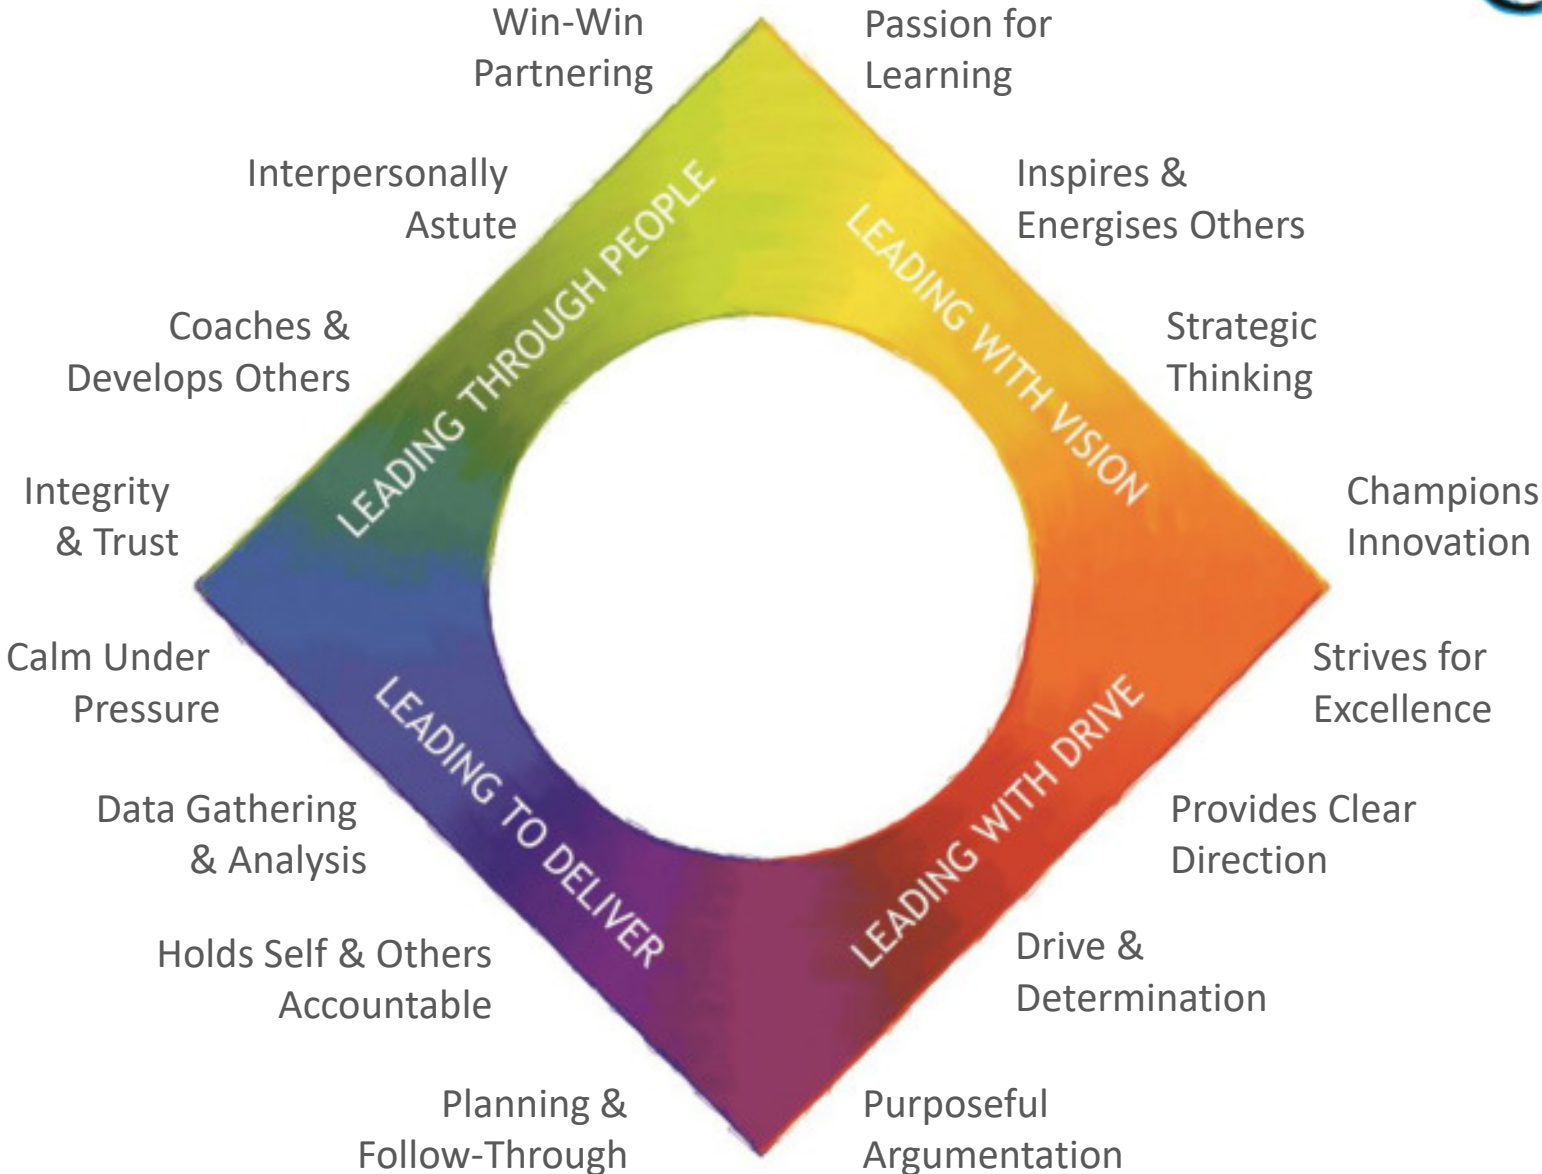 Win-Win
Partnering
Passion for
Learning
Interpersonally
Astute
Inspires &
Energises Others
Coaches &
Develops Others
Strategic
Thinking
Integrity
& Trust
Champions
Innovation
Calm Under
Pressure
Strives for
Excellence
Data Gathering
& Analysis
Provides Clear
Direction
Holds Self & Others
Accountable
Drive &
Determination
Planning &
Follow-Through
Purposeful
Argumentation
LEADING THROUGH PEOPLE
LEADING WITH VISION
LEADING TO DELIVER
LEADING WITH DRIVE